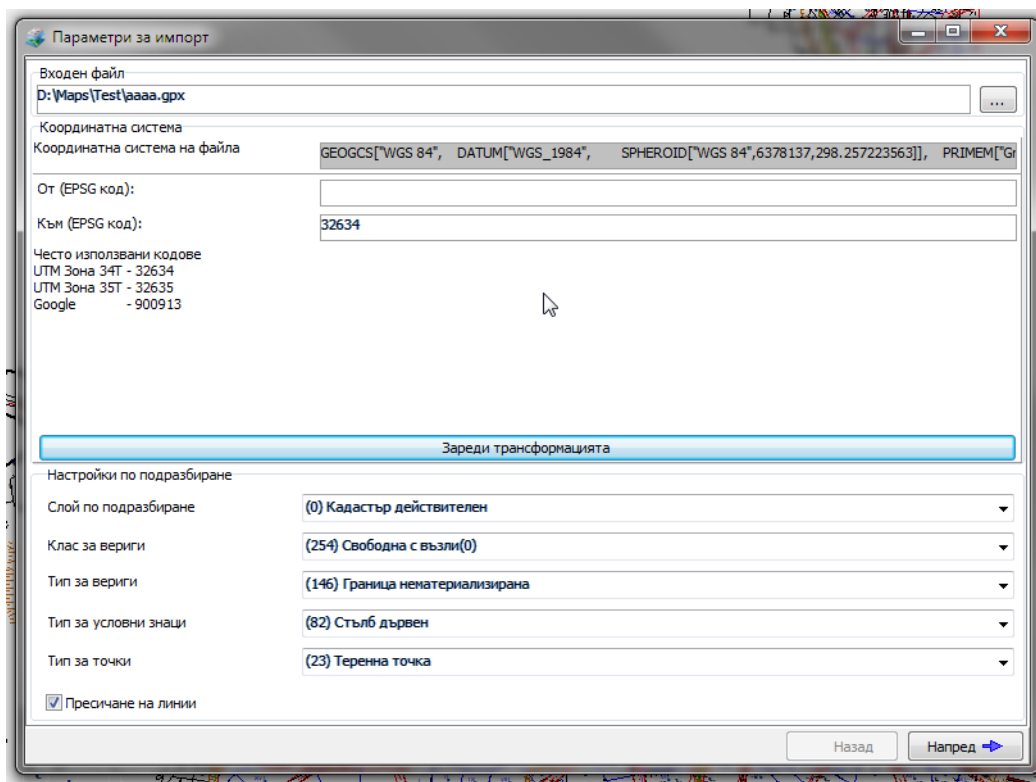 Параметри за импорт
Входен файл
D:\Maps\Test\aaaa.gpx
...
Координатна система
Координатна система на файла
GEOGCS["WGS 84", DATUM["WGS_1984", SPHEROID["WGS 84",6378137,298.257223563]], PRIMEM["Gr
От (EPSG код):
Към (EPSG код):
32634
Често използвани кодове
UTM Зона 34T - 32634
UTM Зона 35T - 32635
Google - 900913
Зареди трансформацията
Настройки по подразбиране
Слой по подразбиране
(0) Кадастър действителен
Клас за вериги
(254) Свободна с възли(0)
Тип за вериги
(146) Граница нематериализирана
Тип за условни знаци
(82) Стълб дървен
Тип за точки
(23) Теренна точка
Пресичане на линии
Назад
Напред